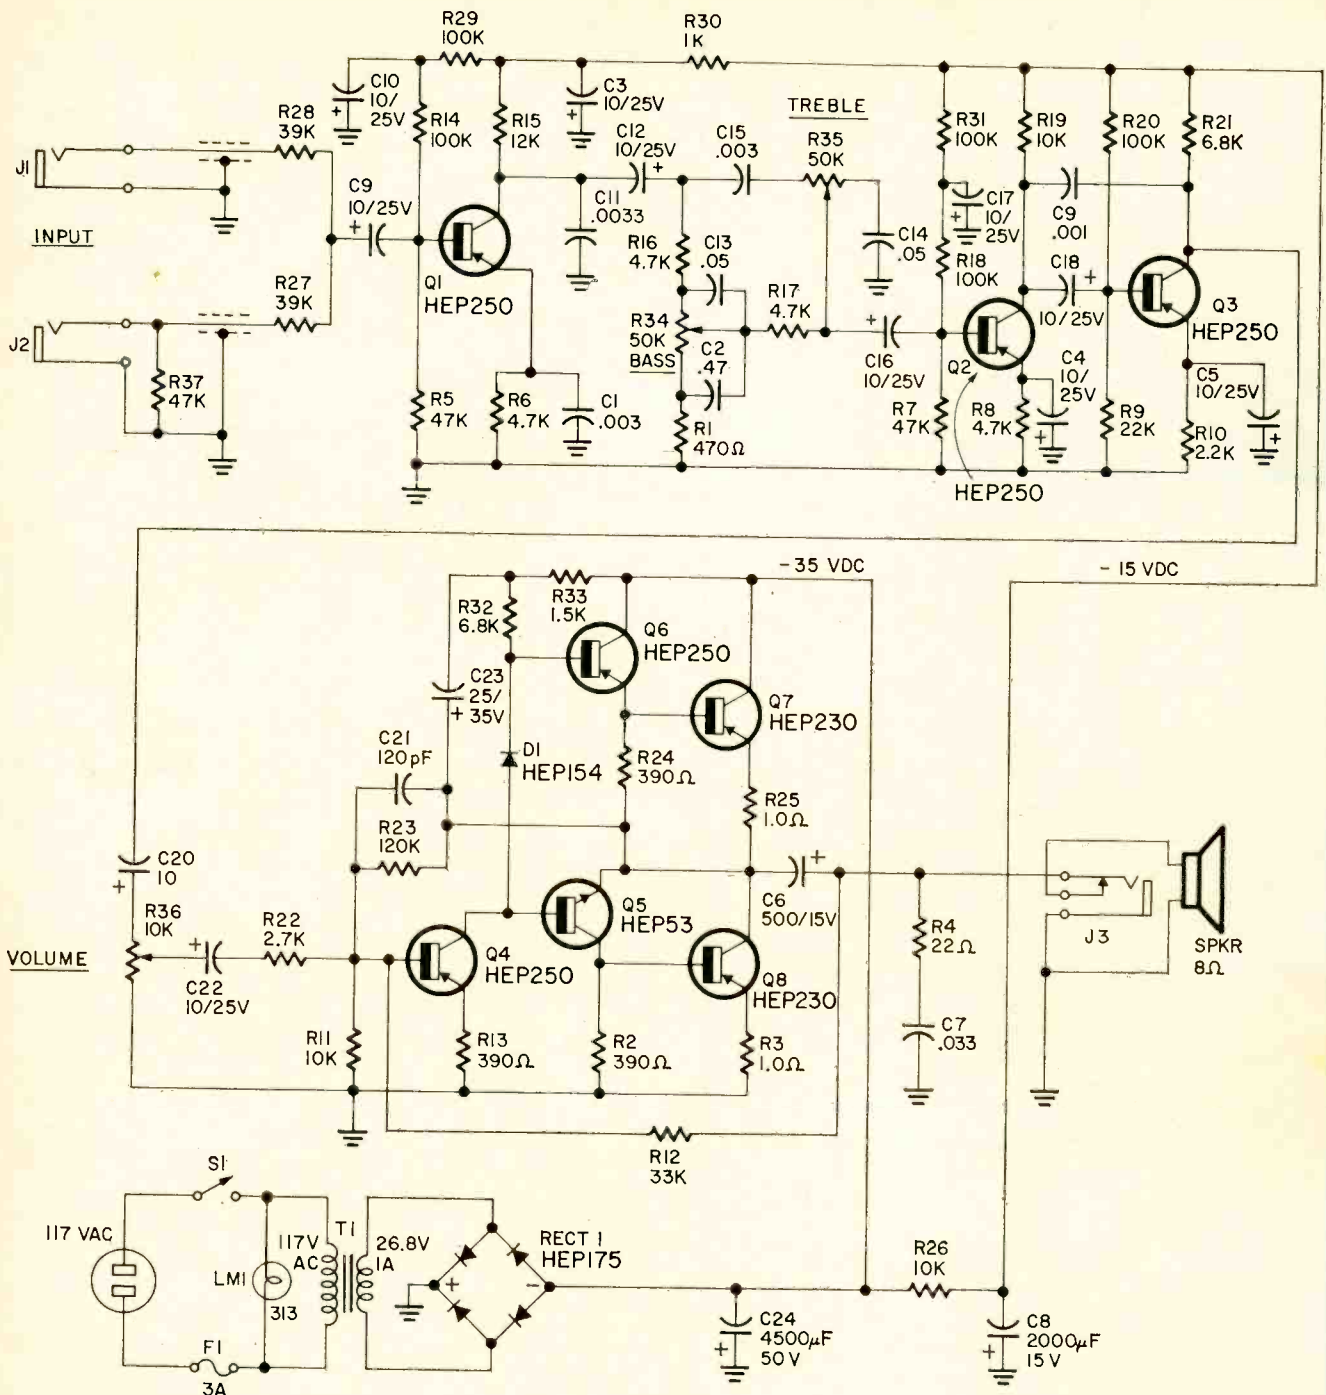 R29
100K
R30
1K
C10
10/
25V
+
R14
100K
R15
12K
C3
10/25V
+
TREBLE
R28
39K
C12
10/25V
+
C15
.003
R35
50K
R31
100K
R19
10K
R20
100K
R21
6.8K
J1
INPUT
C9
10/25V
+
Q1
HEP250
C11
.0033
R16
4.7K
C13
.05
C14
.05
C17
10/
25V
+
C9
.001
R18
100K
C18
+
10/25V
Q3
HEP250
R27
39K
J2
R37
47K
R34
50K
BASS
R17
4.7K
C2
.47
+
C16
10/25V
Q2
C4
10/
25V
+
C5
10/25V
+
R5
47K
R6
4.7K
C1
.003
R1
470Ω
R7
47K
R8
4.7K
R9
22K
R10
2.2K
HEP250
-35 VDC
-15 VDC
R33
1.5K
R32
6.8K
Q6
HEP250
C23
25/
+ 35V
Q7
HEP230
C21
120pF
D1
HEP154
R24
390Ω
R25
1.0Ω
R23
120K
C20
10
+
+
C6
500/15V
R36
10K
VOLUME
+
C22
10/25V
R22
2.7K
Q5
HEP53
Q4
HEP250
Q8
HEP230
R4
22Ω
J3
SPKR
8Ω
R11
10K
R13
390Ω
R2
390Ω
R3
1.0Ω
C7
.033
R12
33K
S1
117 VAC
LM1
313
117V
AC
T1
26.8V
1A
RECT 1
HEP175
+
-
F1
3A
R26
10K
C24
4500µF
50V
+
C8
2000µF
15V
+